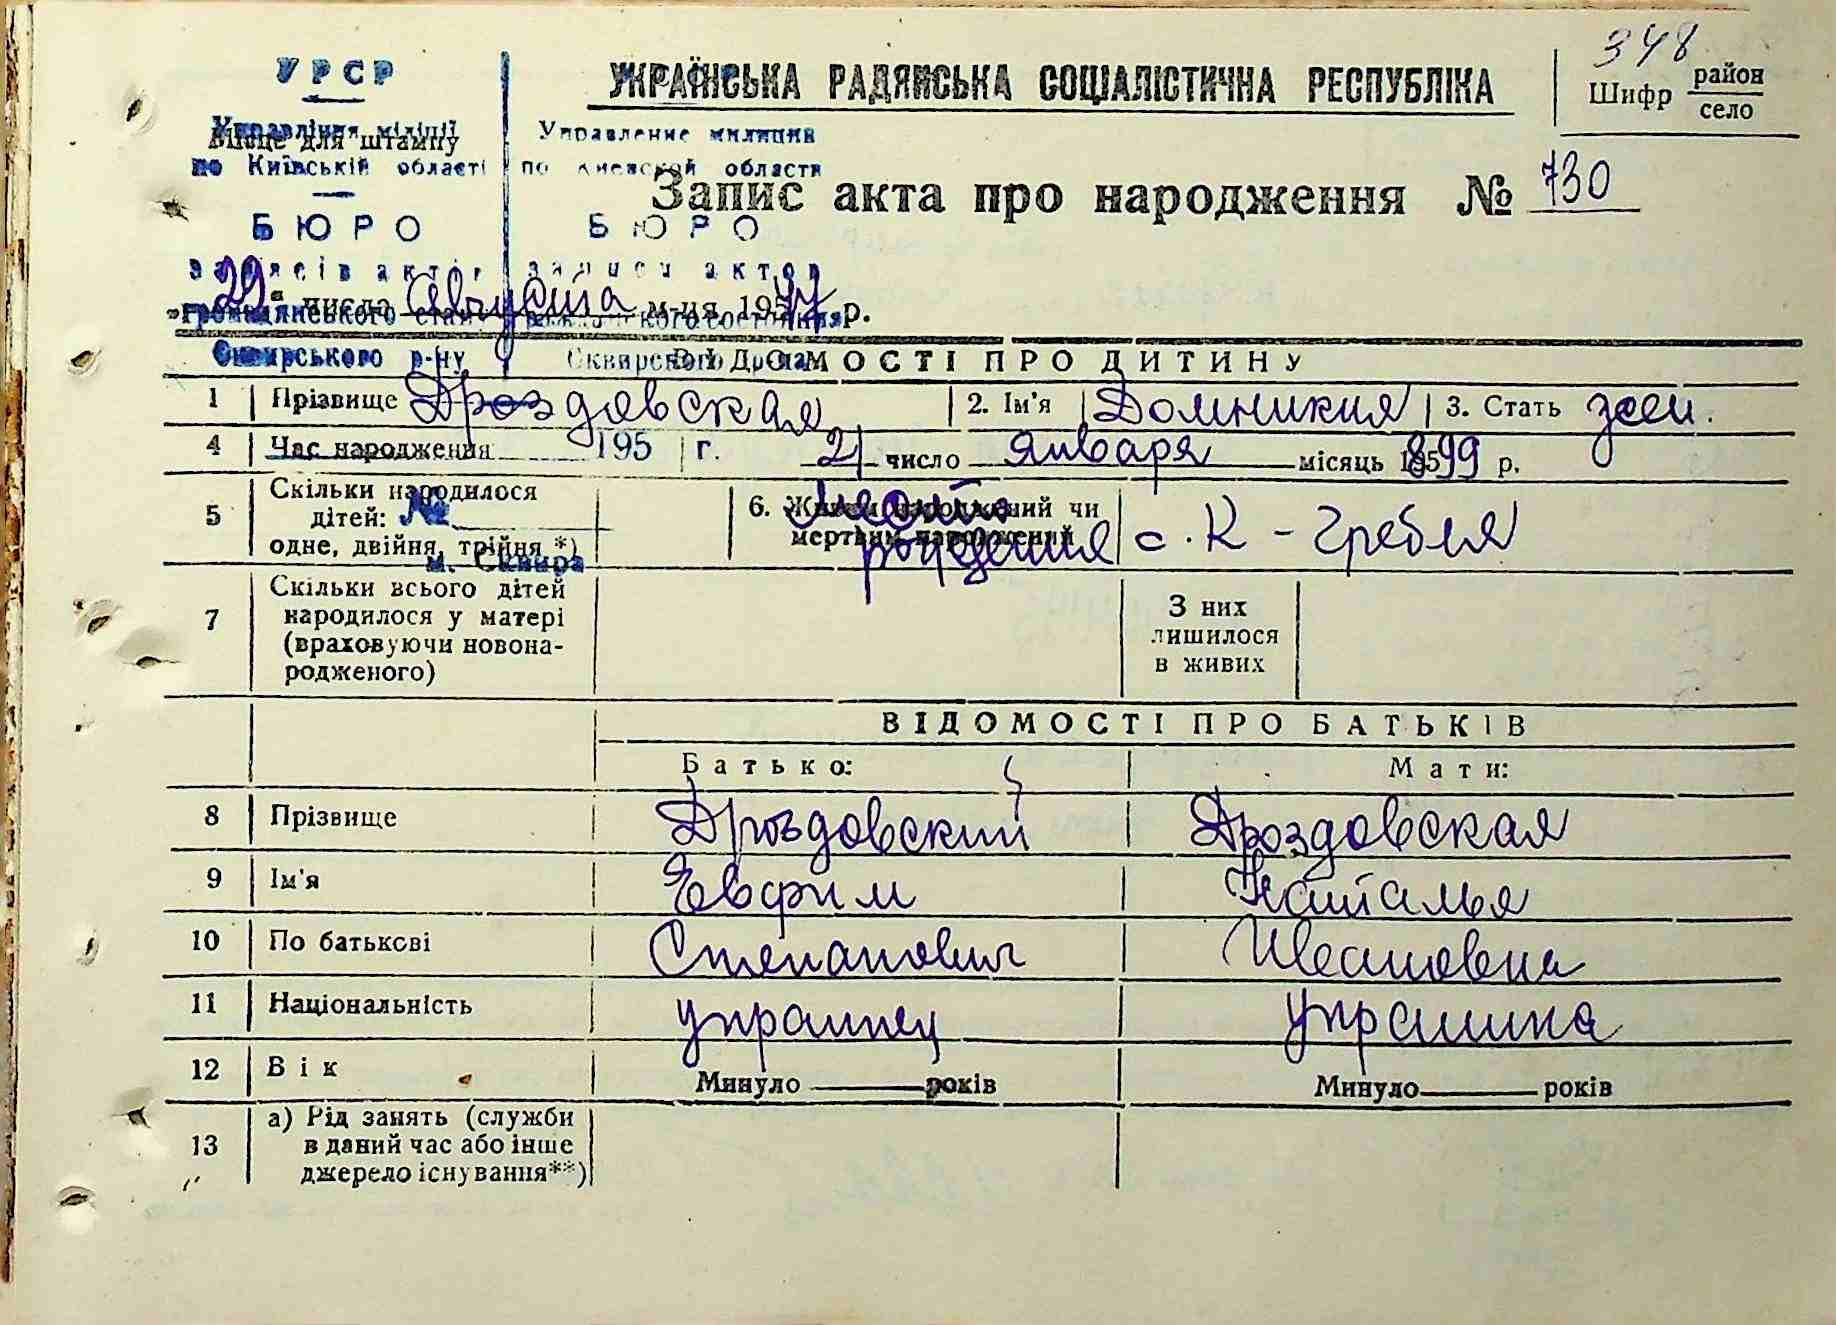 348
Шифр район
село
УКРАЇНСЬКА РАДЯНСЬКА СОЦІАЛІСТИЧНА РЕСПУБЛІКА
УРСР
Місце для штампу
Управління міліції
по Київській області
БЮРО
записів актів
громадянського стану
Сквирського р-ну
№
м. Сквира
195 г.
Управление милиции
по Киевской области
БЮРО
записи актов
гражданского состояния
Сквирского р-на
Запис акта про народження № 730
"29" числа Августа м-ця 1957 р.
ВІДОМОСТІ ПРО ДИТИНУ
1 Прізвище Дроздовская 2. Ім'я Домникия 3. Стать жен.
4 Час народження 21 число января місяць 1899 р.
5 Скільки народилося
дітей:
одне, двійня, трійня *)
6. Живим народжений чи
мертвим народжений
Место
рождения с. К-Гребля
7 Скільки всього дітей
народилося у матері
(враховуючи новона-
родженого)
З них
лишилося
в живих
ВІДОМОСТІ ПРО БАТЬКІВ
Батько: Мати:
8 Прізвище Дроздовский Дроздовская
9 Ім'я Евфим Наталья
10 По батькові Степанович Ивановна
11 Національність украинец украинка
12 Вік Минуло років Минуло років
13 а) Рід занять (служби
в даний час або інше
джерело існування**)